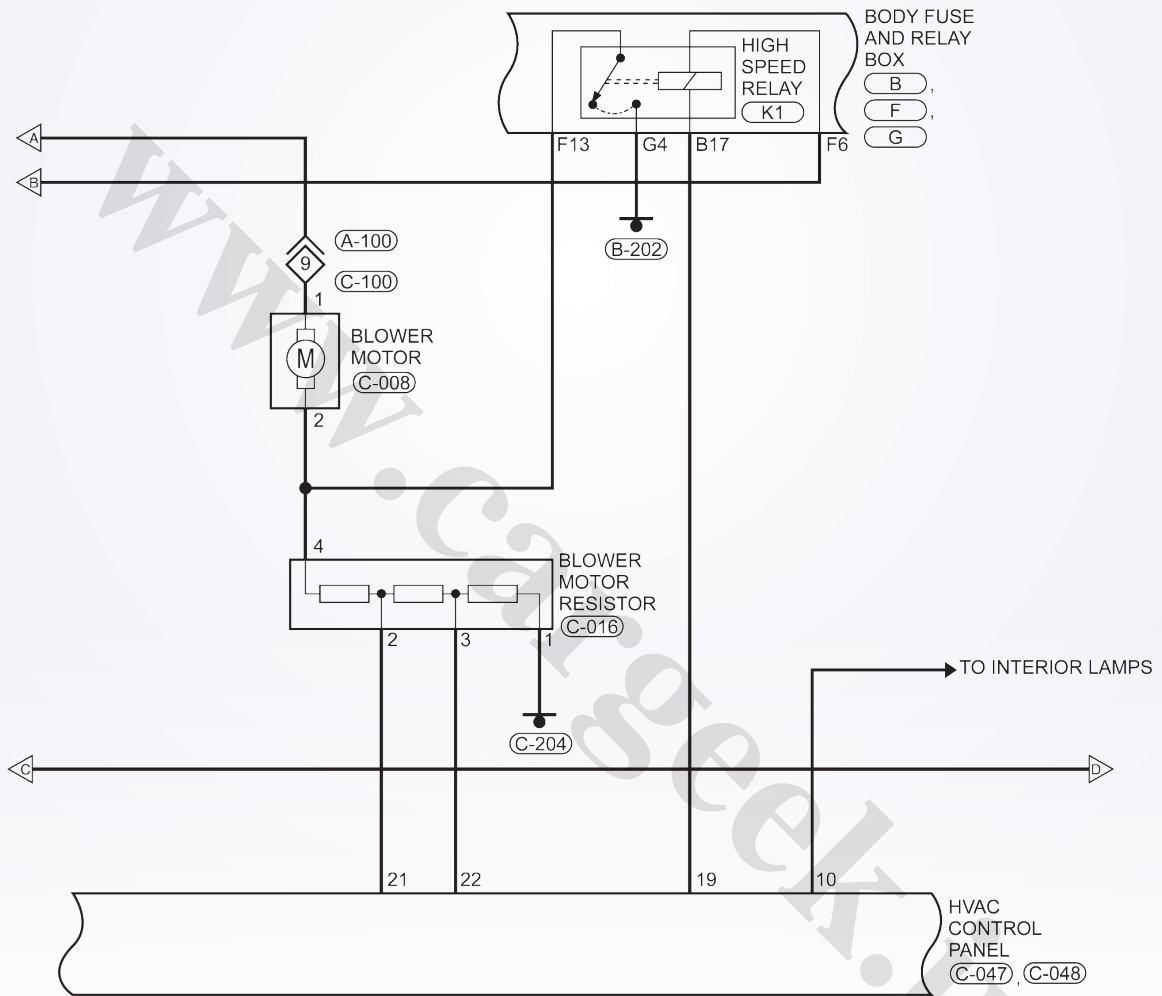 BODY FUSE
AND RELAY
BOX
B ,
F ,
G
HIGH
SPEED
RELAY
K1
F13
G4
B17
F6
A
B
B-202
A-100
9
C-100
1
M
BLOWER
MOTOR
C-008
2
4
BLOWER
MOTOR
RESISTOR
C-016
2
3
1
TO INTERIOR LAMPS
C-204
C
D
21
22
19
10
HVAC
CONTROL
PANEL
C-047 , C-048
www.cargeek.